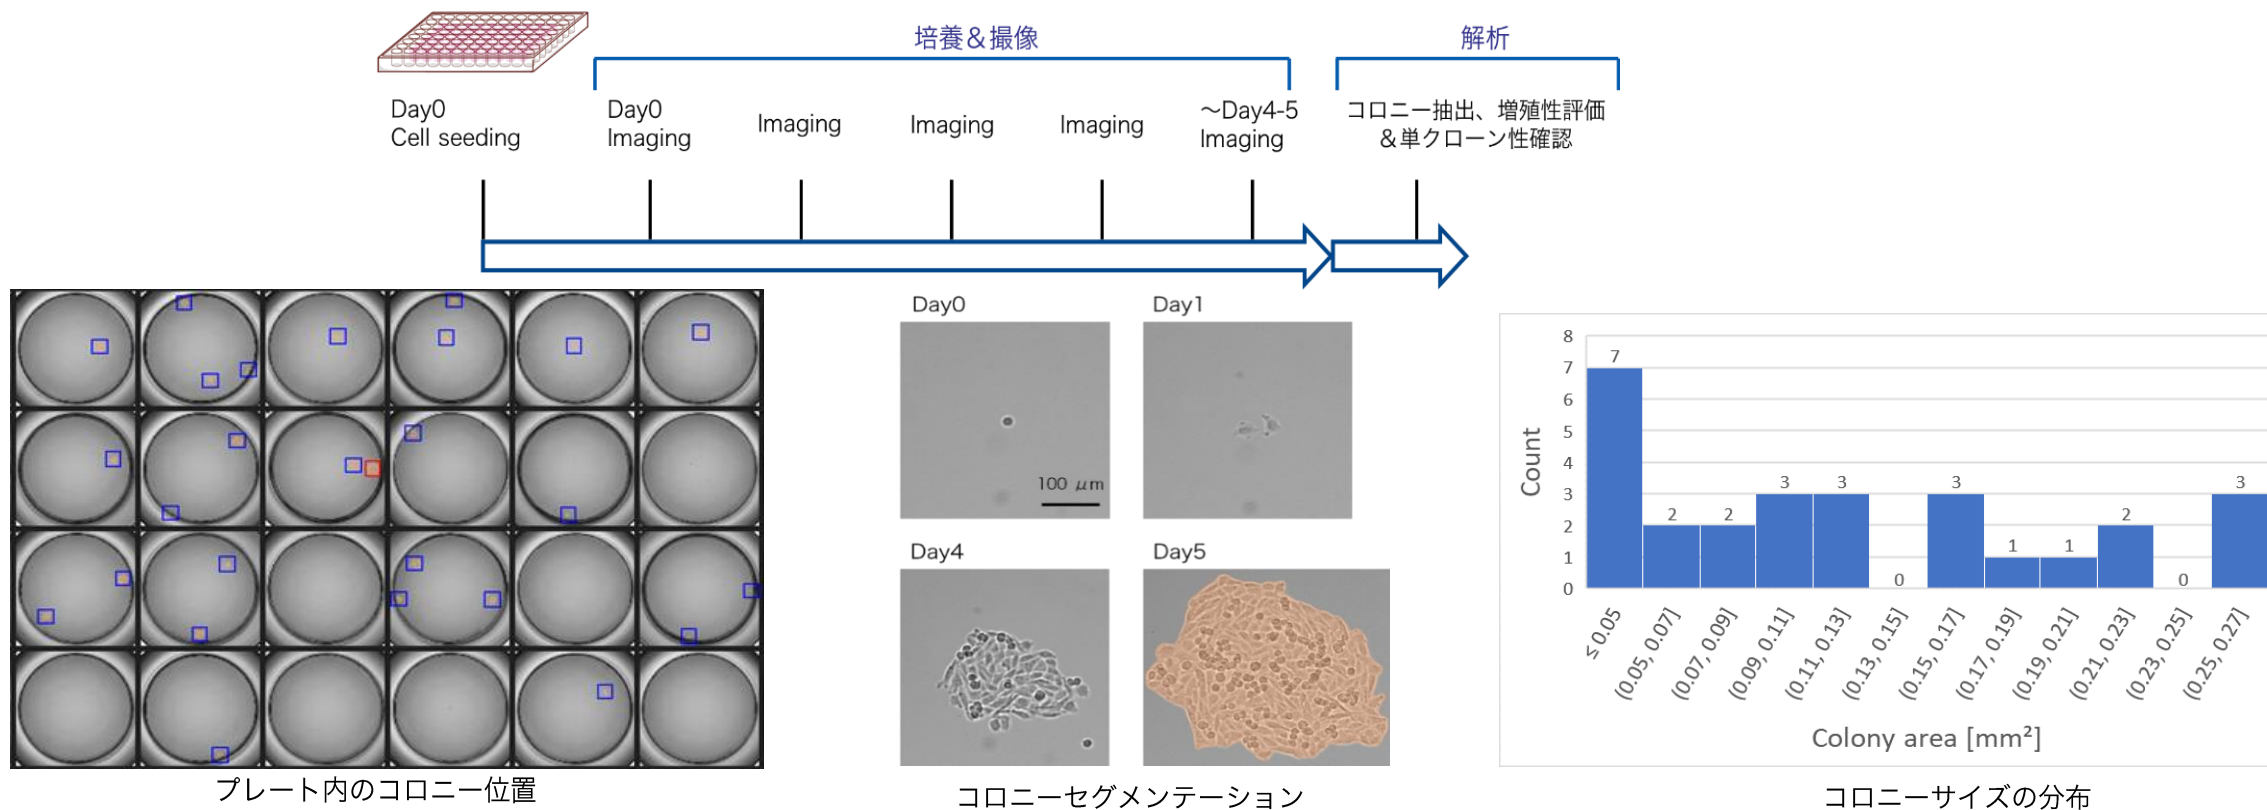 培養＆撮像
解析
Day0
Cell seeding
Day0
Imaging
Imaging
Imaging
Imaging
～Day4-5
Imaging
コロニー抽出、増殖性評価
＆単クローン性確認
プレート内のコロニー位置
Day0
Day1
100 μm
Day4
Day5
コロニーセグメンテーション
8
7
6
5
4
3
2
1
0
Count
7
2
2
3
3
0
3
1
1
2
0
3
≤ 0.05
(0.05, 0.07]
(0.07, 0.09]
(0.09, 0.11]
(0.11, 0.13]
(0.13, 0.15]
(0.15, 0.17]
(0.17, 0.19]
(0.19, 0.21]
(0.21, 0.23]
(0.23, 0.25]
(0.25, 0.27]
Colony area [mm²]
コロニーサイズの分布